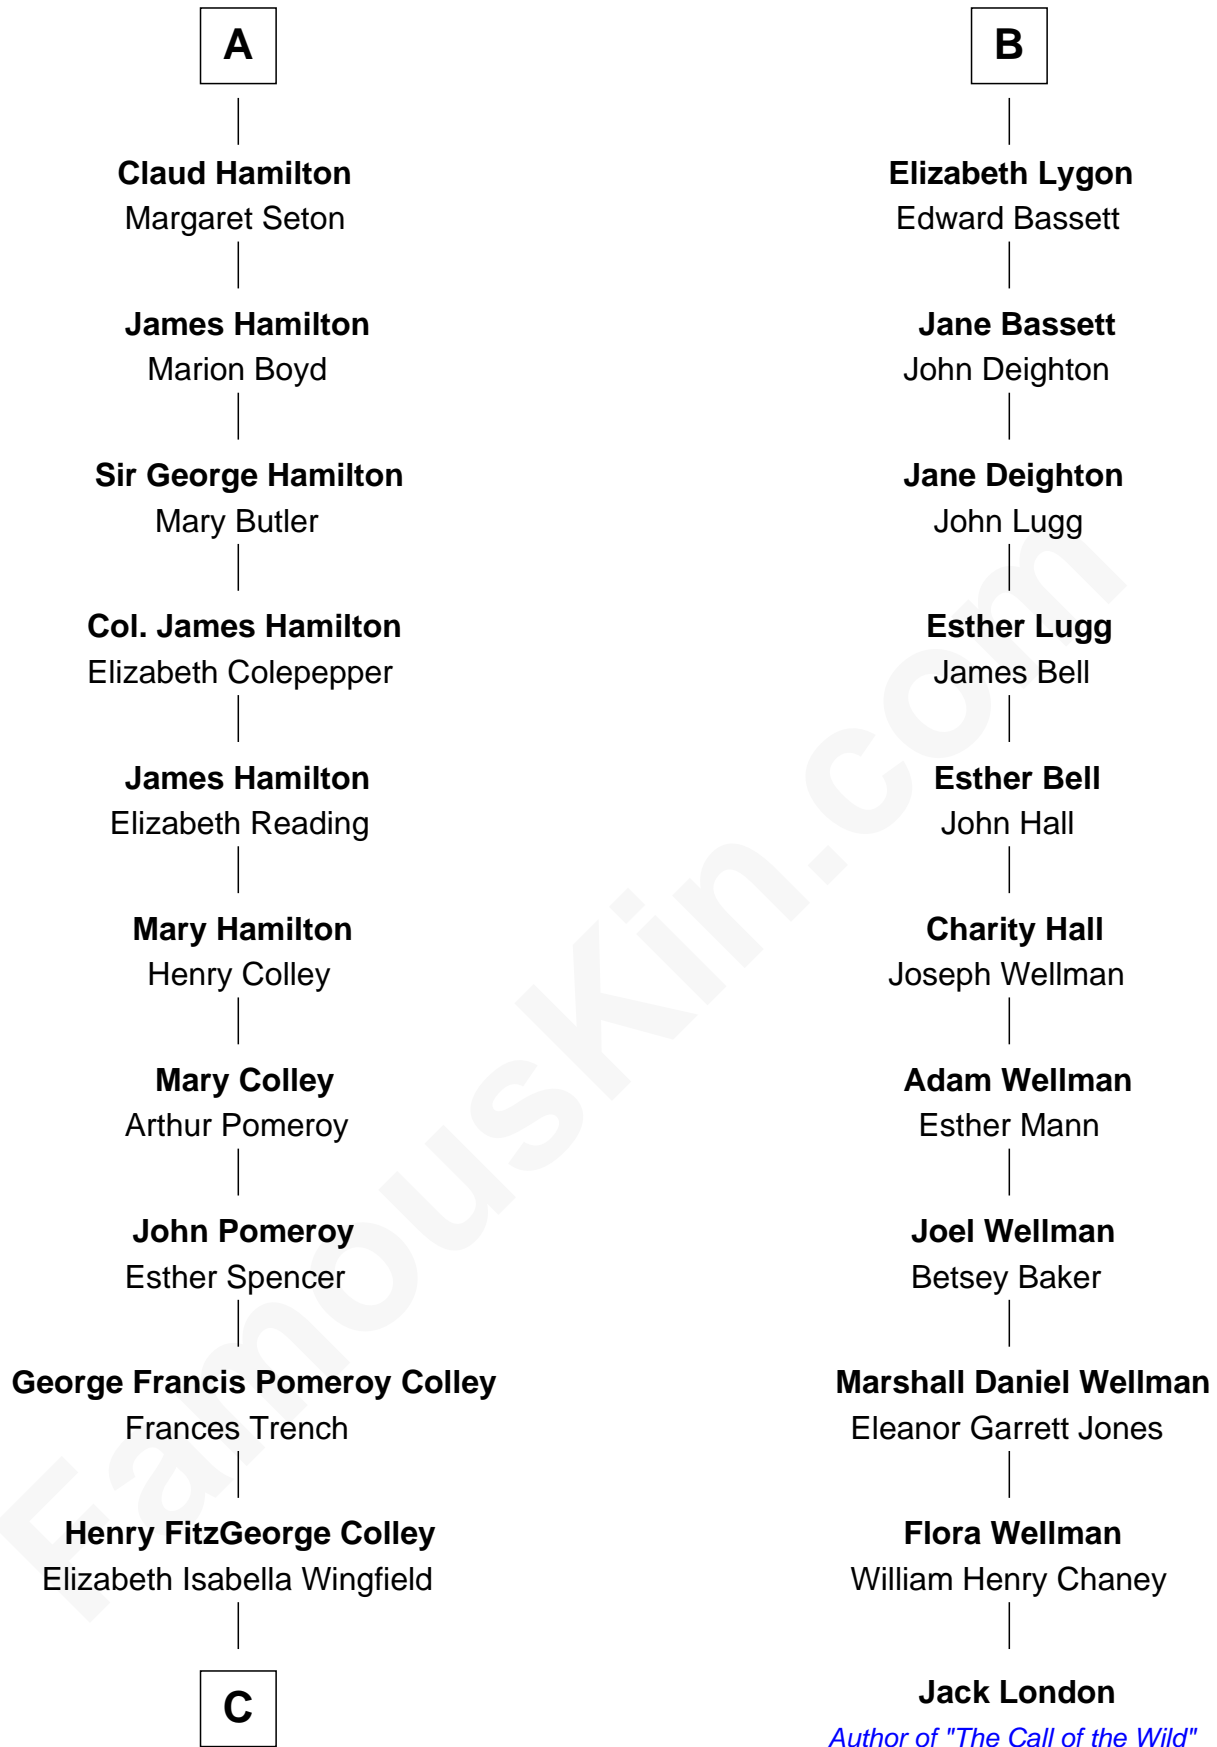 A
Claud Hamilton
Margaret Seton
James Hamilton
Marion Boyd
Sir George Hamilton
Mary Butler
Col. James Hamilton
Elizabeth Colepepper
James Hamilton
Elizabeth Reading
Mary Hamilton
Henry Colley
Mary Colley
Arthur Pomeroy
John Pomeroy
Esther Spencer
George Francis Pomeroy Colley
Frances Trench
Henry FitzGeorge Colley
Elizabeth Isabella Wingfield
C
B
Elizabeth Lygon
Edward Bassett
Jane Bassett
John Deighton
Jane Deighton
John Lugg
Esther Lugg
James Bell
Esther Bell
John Hall
Charity Hall
Joseph Wellman
Adam Wellman
Esther Mann
Joel Wellman
Betsey Baker
Marshall Daniel Wellman
Eleanor Garrett Jones
Flora Wellman
William Henry Chaney
Jack London
Author of "The Call of the Wild"
FamousKin.com